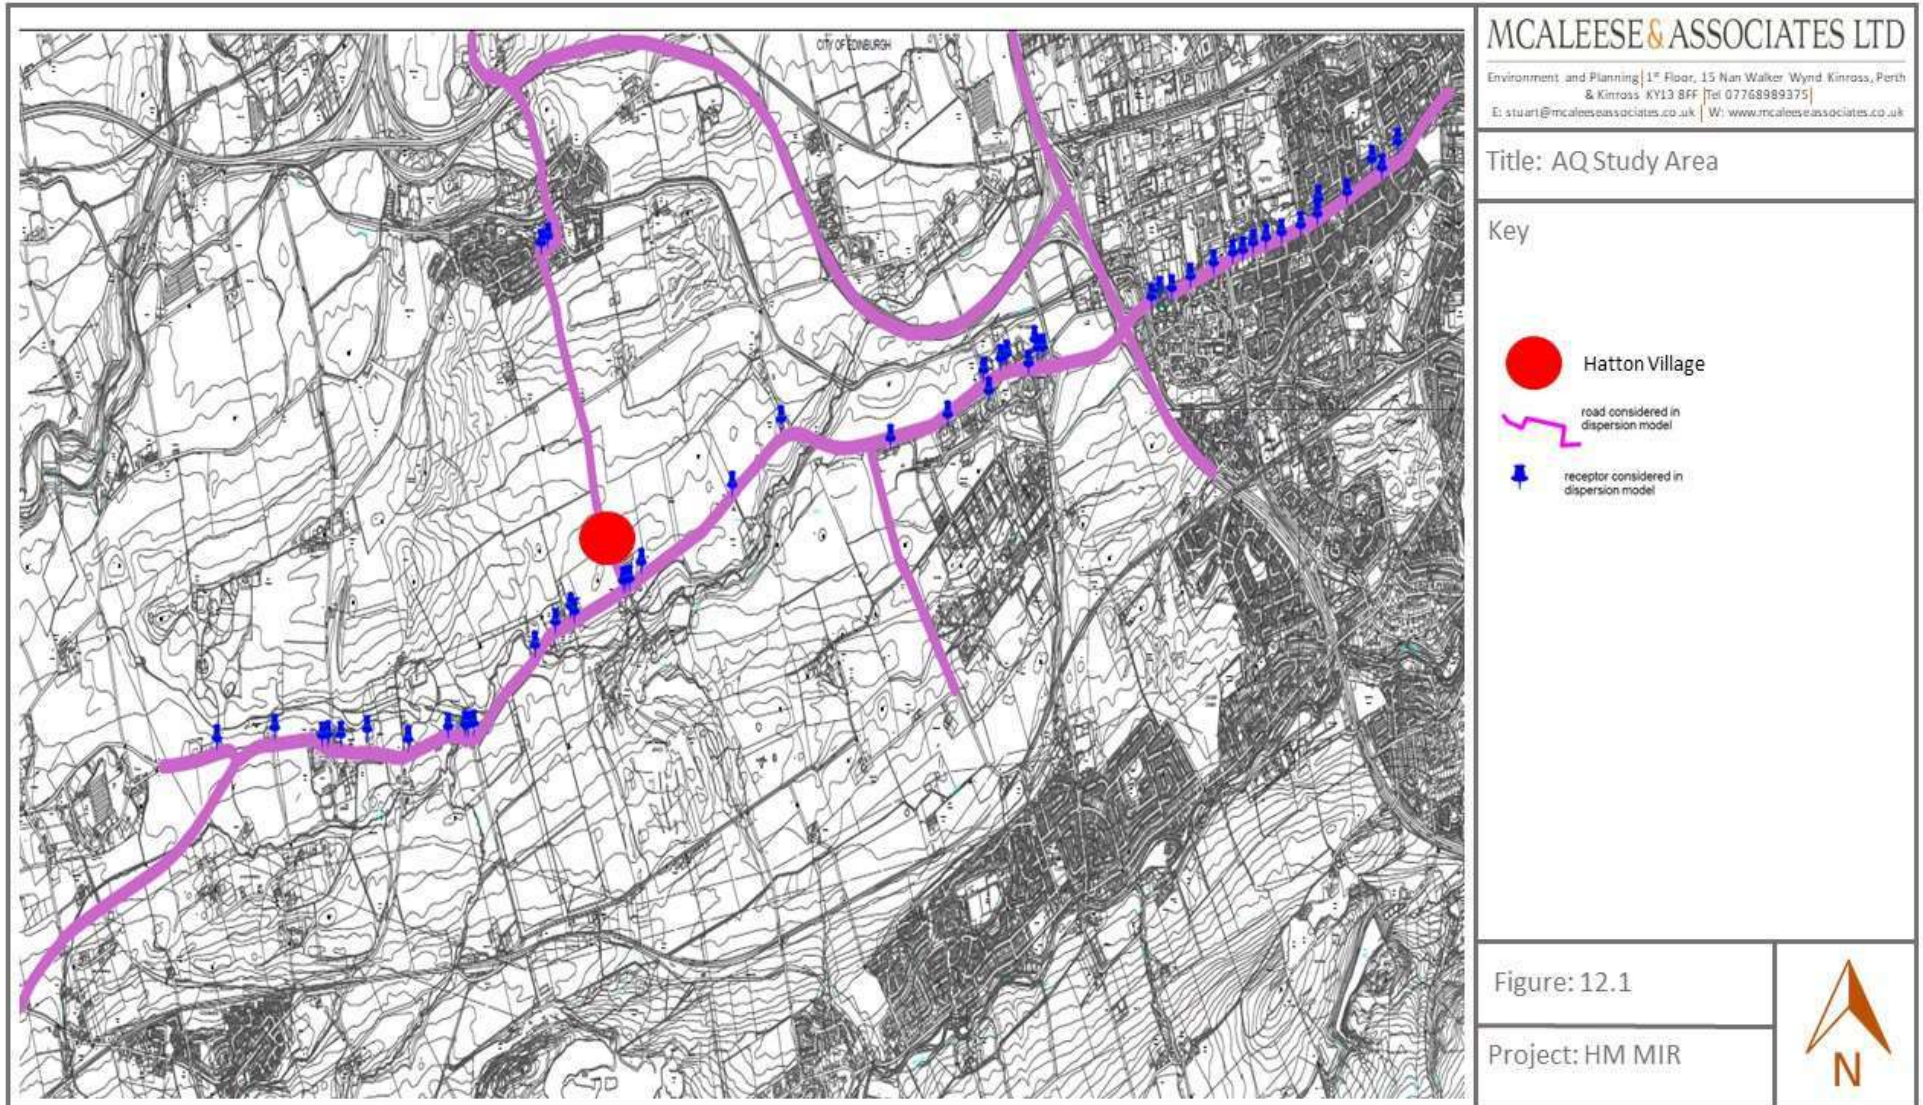 CITY OF EDINBURGH
MCALEESE & ASSOCIATES LTD
Environment and Planning | 1st Floor, 15 Nan Walker Wynd Kinross, Perth
& Kinross KY13 8FF | Tel 07768989375 |
E: stuart@mcaleeseassociates.co.uk | W: www.mcaleeseassociates.co.uk
Title: AQ Study Area
Key
Hatton Village
road considered in
dispersion model
receptor considered in
dispersion model
Figure: 12.1
Project: HM MIR
N